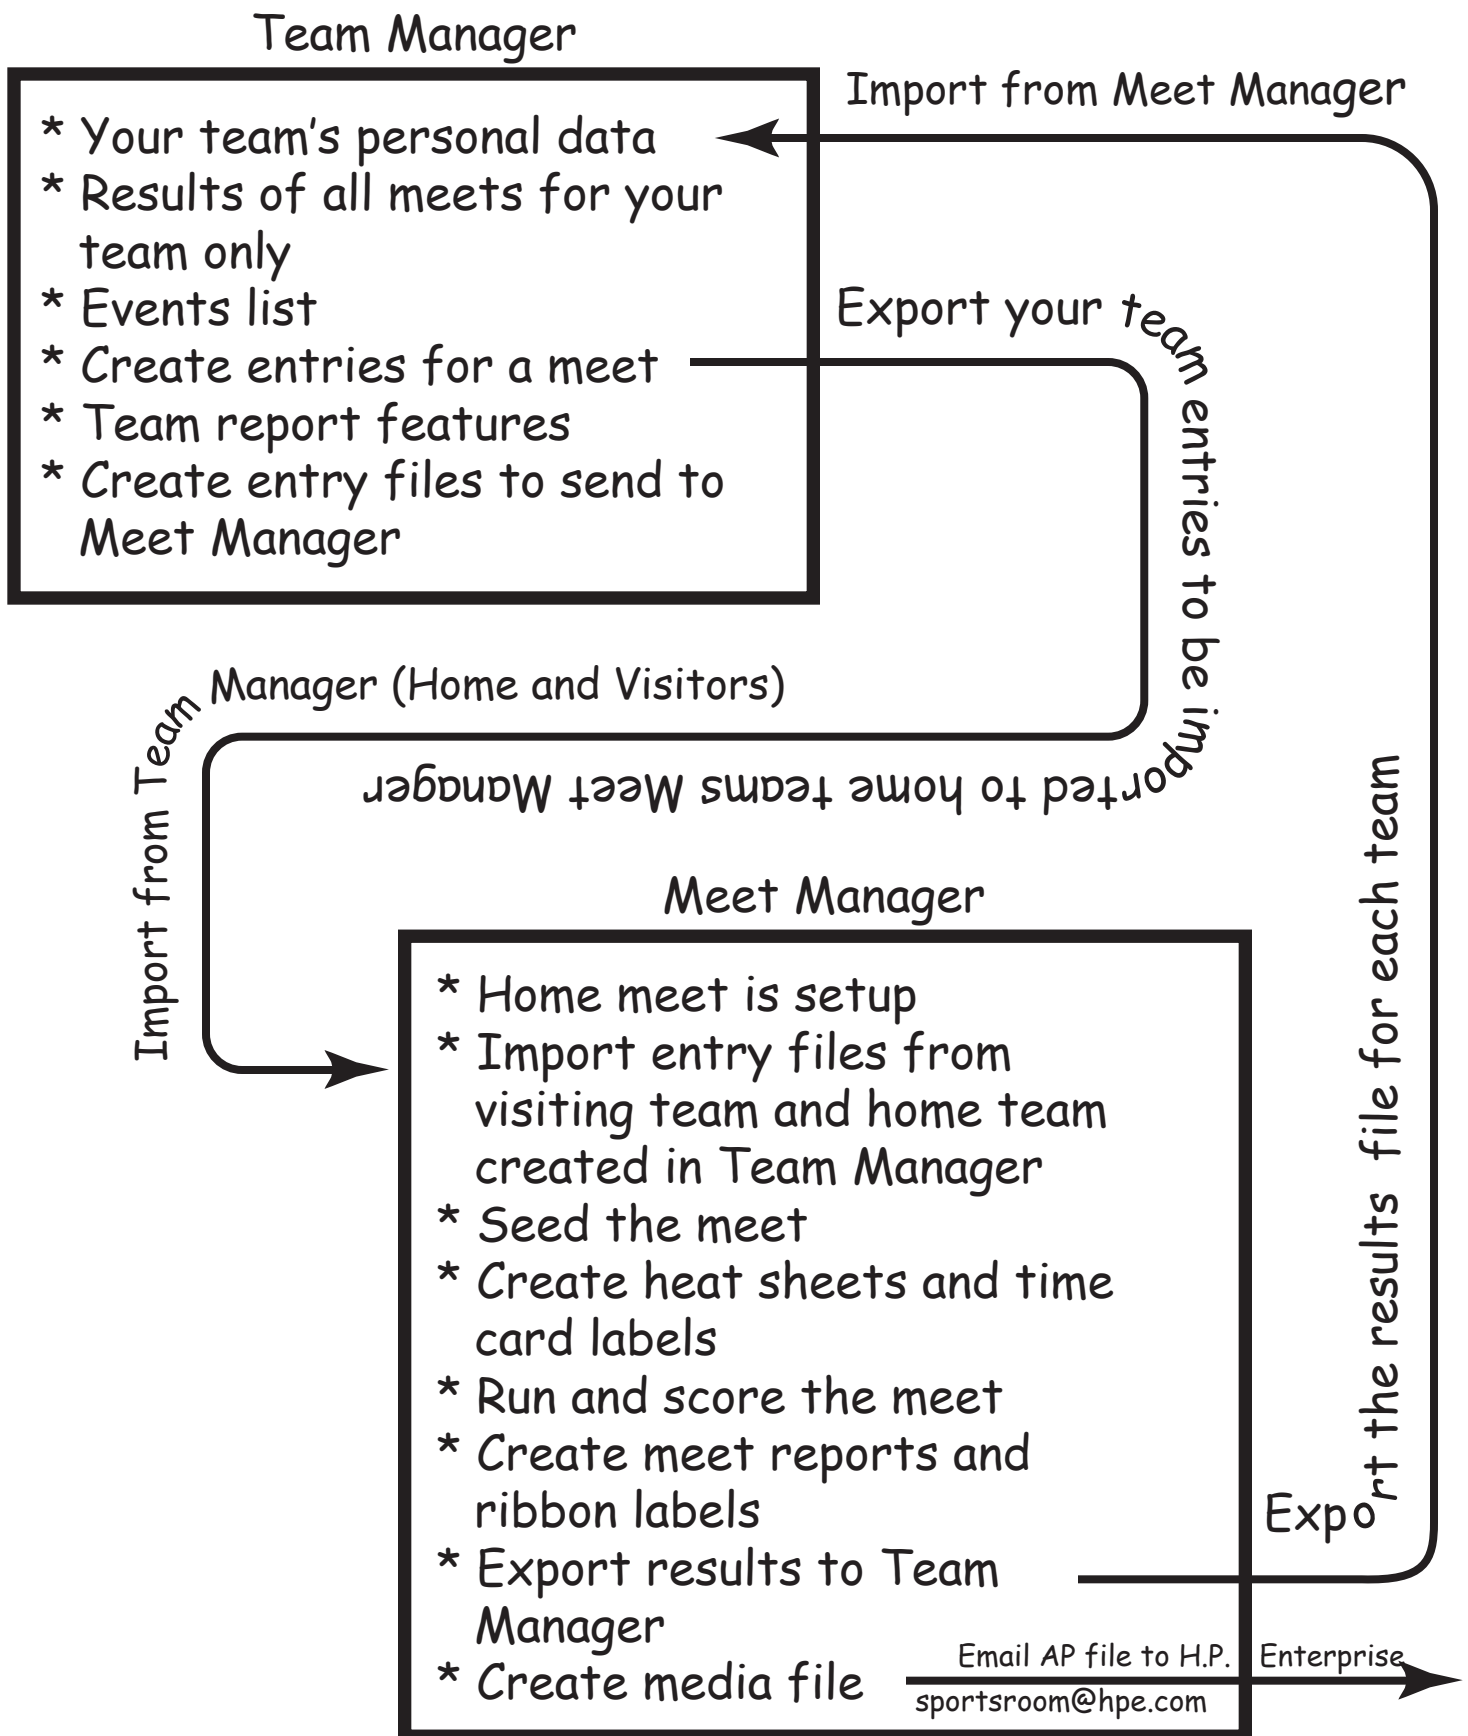 Team Manager
Import from Meet Manager
* Your team's personal data
* Results of all meets for your
team only
* Events list
* Create entries for a meet
* Team report features
* Create entry files to send to
Meet Manager
Export your team entries to be imported to home teams Meet Manager
Import from Team Manager (Home and Visitors)
Meet Manager
* Home meet is setup
* Import entry files from
visiting team and home team
created in Team Manager
* Seed the meet
* Create heat sheets and time
card labels
* Run and score the meet
* Create meet reports and
ribbon labels
* Export results to Team
Manager
* Create media file
Export the results file for each team
Email AP file to H.P. Enterprise
sportsroom@hpe.com